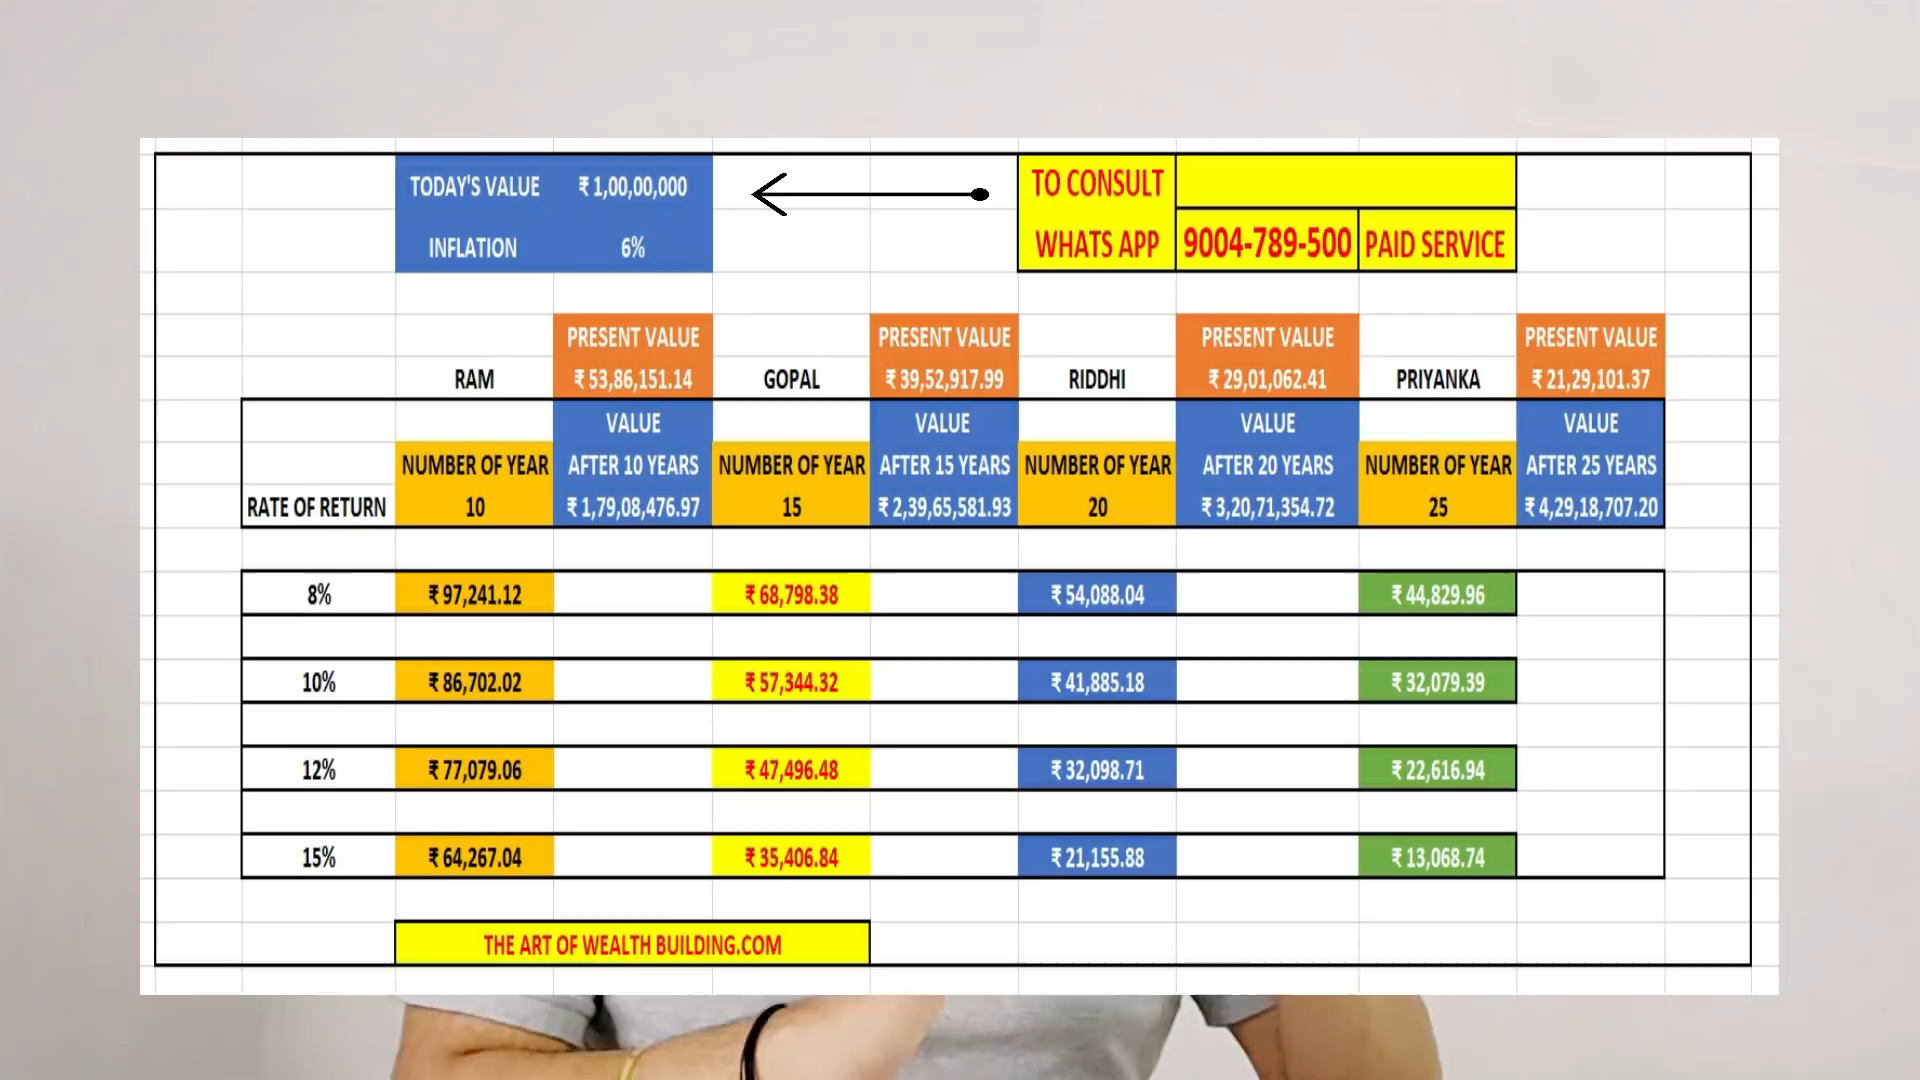 TODAY'S VALUE ₹ 1,00,00,000
TO CONSULT
INFLATION 6%
WHATS APP 9004-789-500 PAID SERVICE
PRESENT VALUE PRESENT VALUE PRESENT VALUE PRESENT VALUE
RAM ₹ 53,86,151.14 GOPAL ₹ 39,52,917.99 RIDDHI ₹ 29,01,062.41 PRIYANKA ₹ 21,29,101.37
VALUE VALUE VALUE VALUE
NUMBER OF YEAR AFTER 10 YEARS NUMBER OF YEAR AFTER 15 YEARS NUMBER OF YEAR AFTER 20 YEARS NUMBER OF YEAR AFTER 25 YEARS
RATE OF RETURN 10 ₹ 1,79,08,476.97 15 ₹ 2,39,65,581.93 20 ₹ 3,20,71,354.72 25 ₹ 4,29,18,707.20
8% ₹ 97,241.12 ₹ 68,798.38 ₹ 54,088.04 ₹ 44,829.96
10% ₹ 86,702.02 ₹ 57,344.32 ₹ 41,885.18 ₹ 32,079.39
12% ₹ 77,079.06 ₹ 47,496.48 ₹ 32,098.71 ₹ 22,616.94
15% ₹ 64,267.04 ₹ 35,406.84 ₹ 21,155.88 ₹ 13,068.74
THE ART OF WEALTH BUILDING.COM